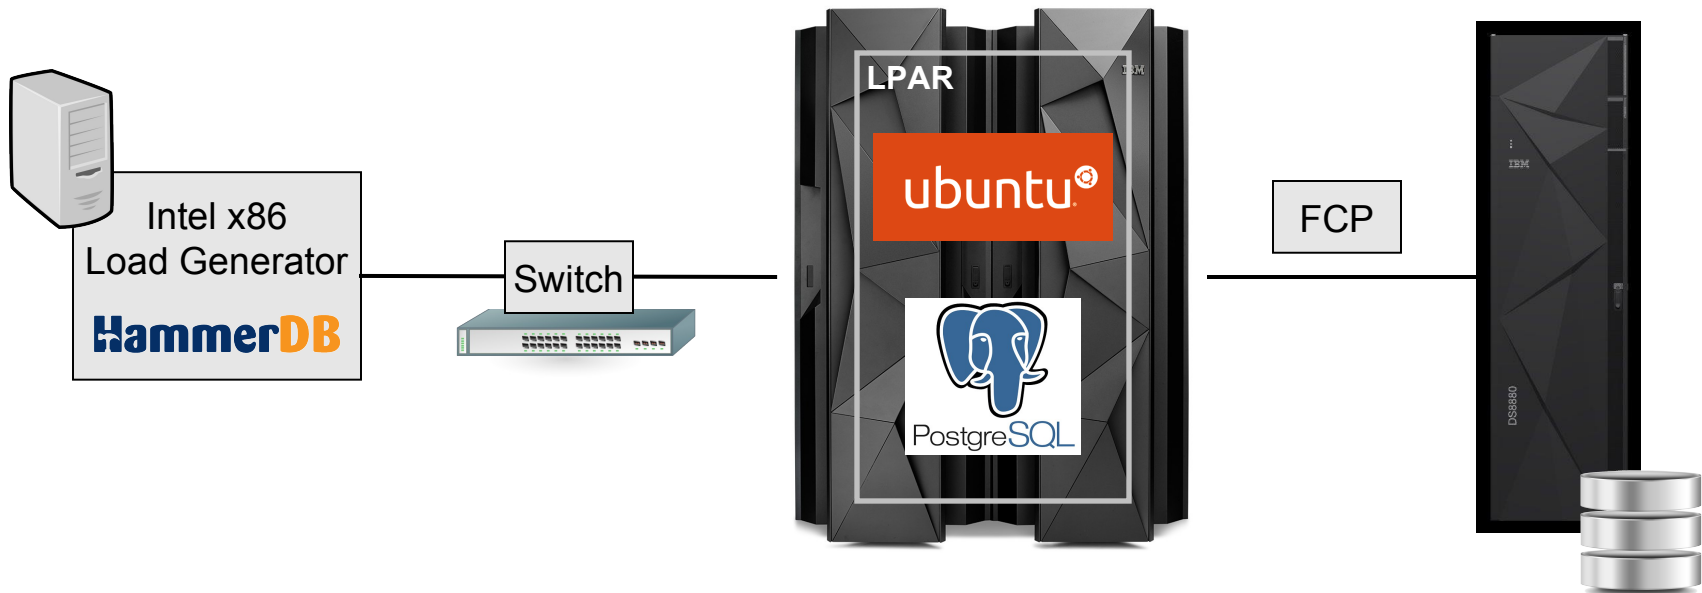 Intel x86
Load Generator
HammerDB
Switch
LPAR
IBM
ubuntu
PostgreSQL
FCP
IBM
DS8880